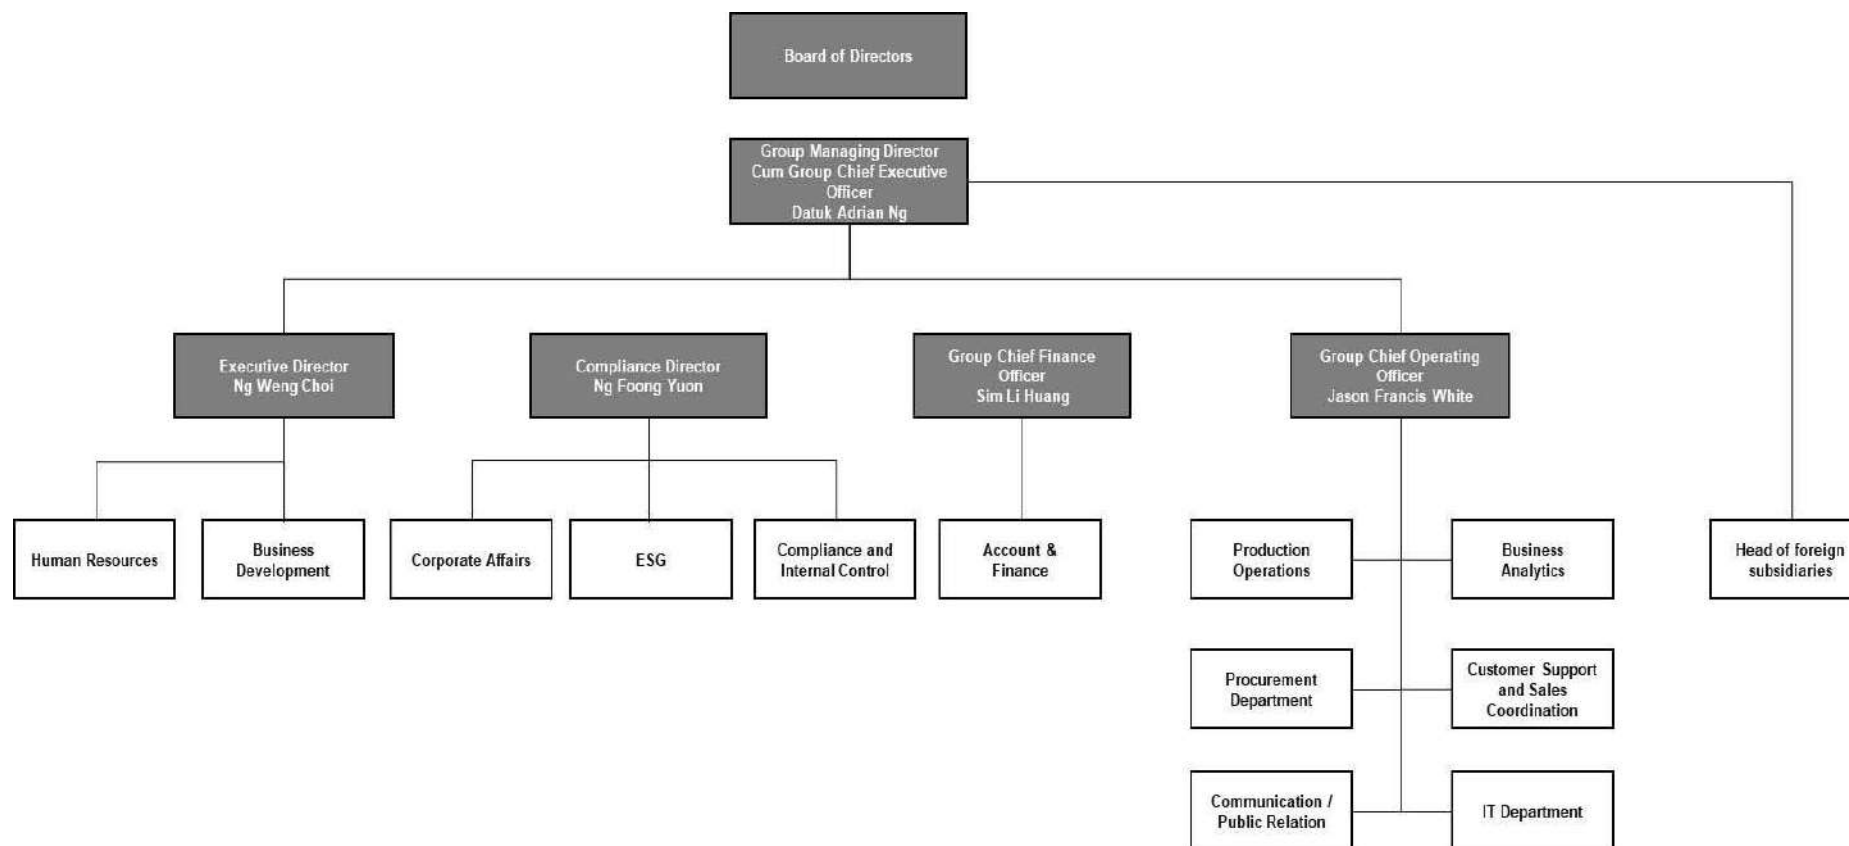 Board of Directors
Group Managing Director
Cum Group Chief Executive
Officer
Datuk Adrian Ng
Executive Director
Ng Weng Choi
Compliance Director
Ng Foong Yuon
Group Chief Finance
Officer
Sim Li Huang
Group Chief Operating
Officer
Jason Francis White
Human Resources
Business
Development
Corporate Affairs
ESG
Compliance and
Internal Control
Account &
Finance
Production
Operations
Business
Analytics
Head of foreign
subsidiaries
Procurement
Department
Customer Support
and Sales
Coordination
Communication /
Public Relation
IT Department